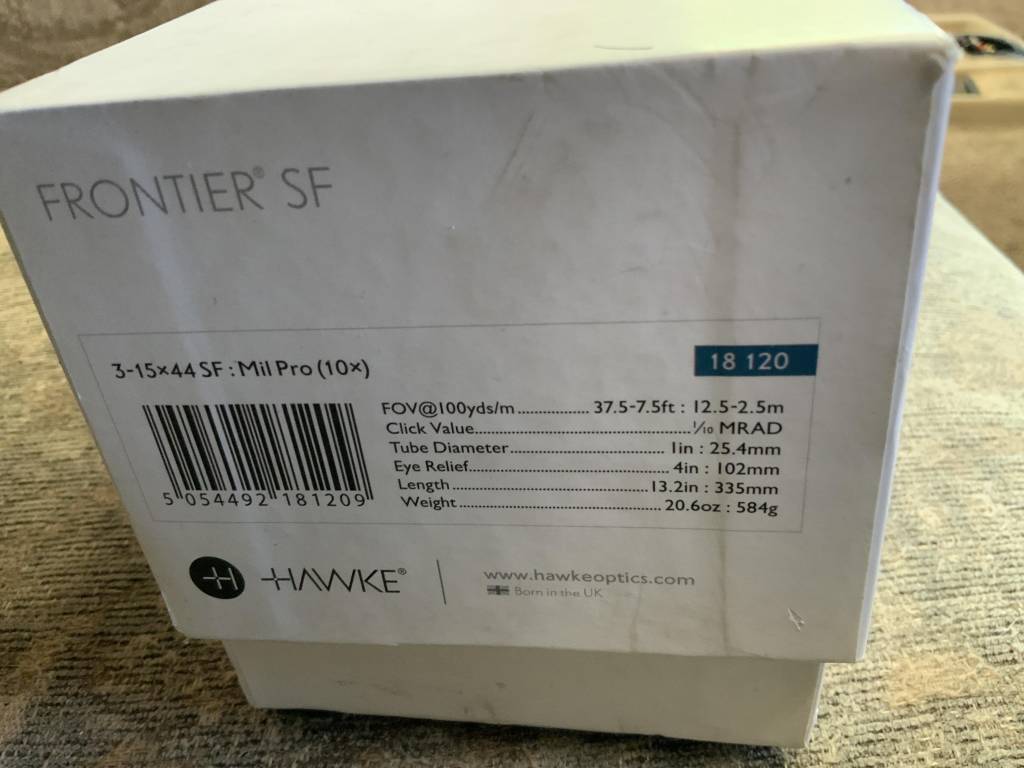 FRONTIER® SF
3-15×44 SF : Mil Pro (10×)
18 120
FOV@100yds/m ................. 37.5-7.5ft : 12.5-2.5m
Click Value ................. 1/10 MRAD
Tube Diameter ................. 1in : 25.4mm
Eye Relief ................. 4in : 102mm
Length ................. 13.2in : 335mm
Weight ................. 20.6oz : 584g
5 054492 181209
H HAWKE®
www.hawkeoptics.com
Born in the UK